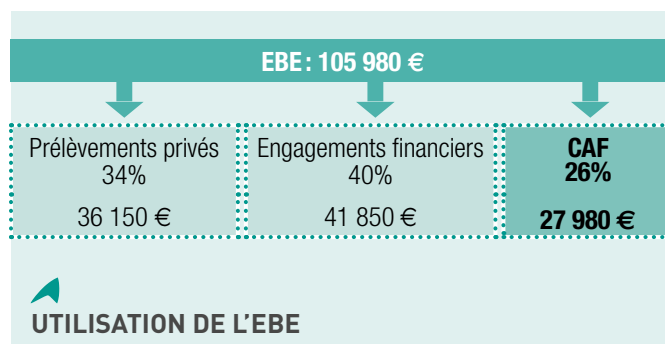 EBE : 105 980 €
Prélèvements privés
34%
36 150 €
Engagements financiers
40%
41 850 €
CAF
26%
27 980 €
UTILISATION DE L'EBE